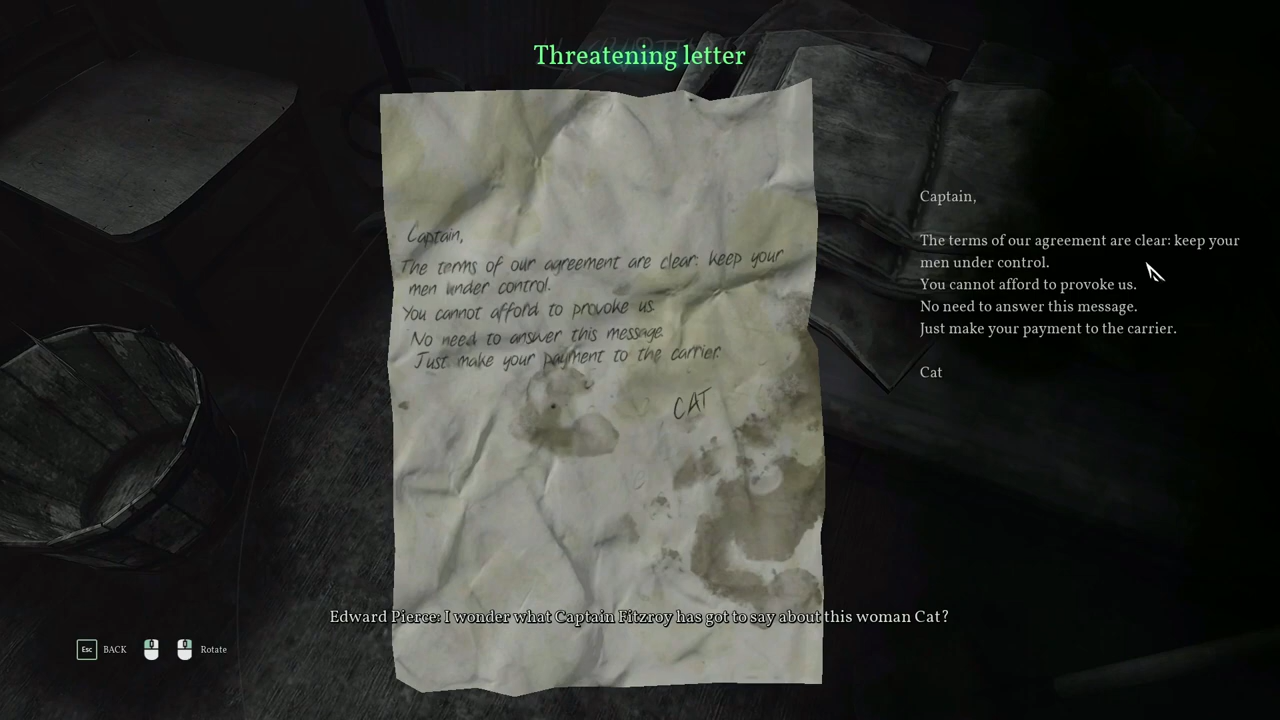 Threatening letter
Captain,
The terms of our agreement are clear: keep your
men under control.
You cannot afford to provoke us.
No need to answer this message.
Just make your payment to the carrier.
CAT
Captain,
The terms of our agreement are clear: keep your
men under control.
You cannot afford to provoke us.
No need to answer this message.
Just make your payment to the carrier.
Cat
Edward Pierce: I wonder what Captain Fitzroy has got to say about this woman Cat?
Esc BACK Rotate